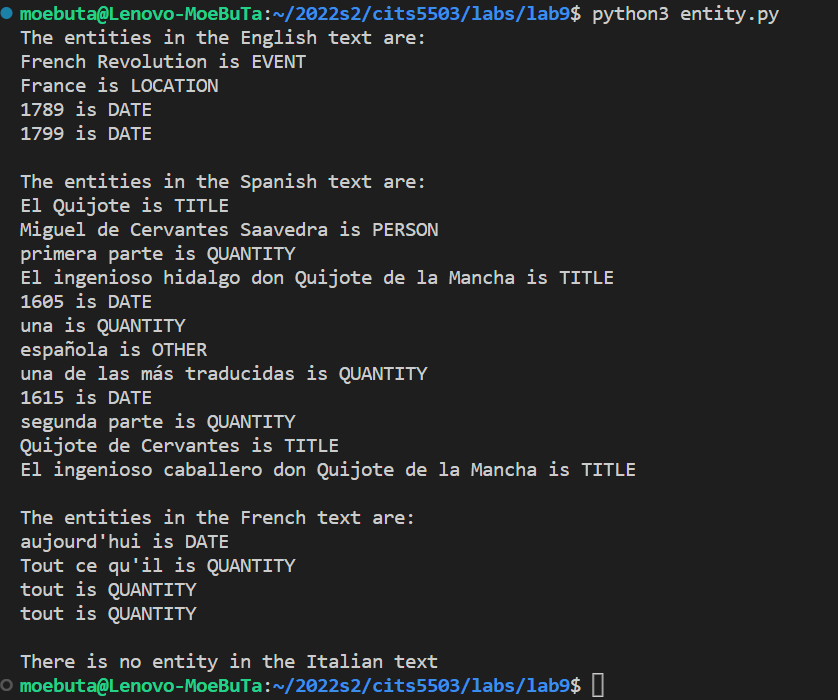 moebuta@Lenovo-MoeBuTa:~/2022s2/cits5503/labs/lab9$ python3 entity.py
The entities in the English text are:
French Revolution is EVENT
France is LOCATION
1789 is DATE
1799 is DATE

The entities in the Spanish text are:
El Quijote is TITLE
Miguel de Cervantes Saavedra is PERSON
primera parte is QUANTITY
El ingenioso hidalgo don Quijote de la Mancha is TITLE
1605 is DATE
una is QUANTITY
española is OTHER
una de las más traducidas is QUANTITY
1615 is DATE
segunda parte is QUANTITY
Quijote de Cervantes is TITLE
El ingenioso caballero don Quijote de la Mancha is TITLE

The entities in the French text are:
aujourd'hui is DATE
Tout ce qu'il is QUANTITY
tout is QUANTITY
tout is QUANTITY

There is no entity in the Italian text
moebuta@Lenovo-MoeBuTa:~/2022s2/cits5503/labs/lab9$